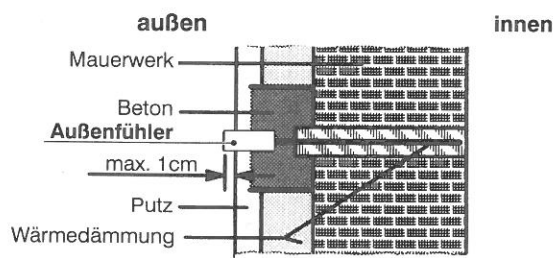 außen innen
Mauerwerk
Beton
Außenfühler
max. 1cm
Putz
Wärmedämmung